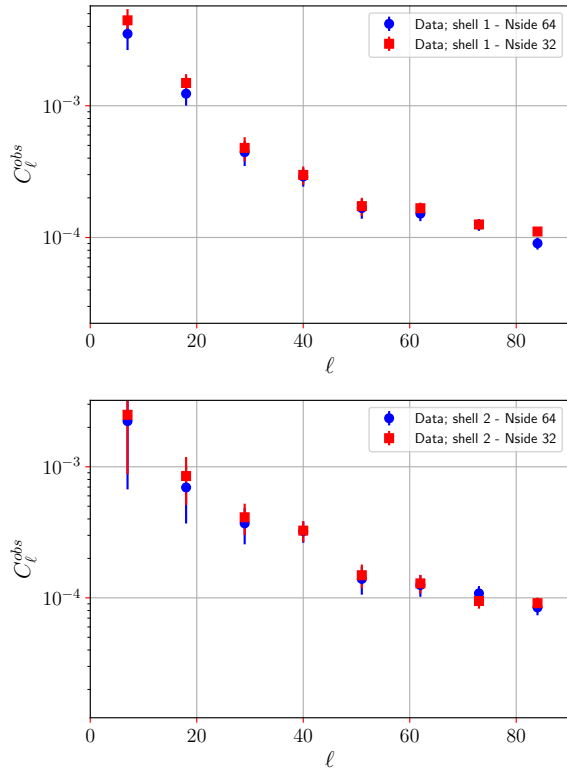 Data; shell 1 - Nside 64
Data; shell 1 - Nside 32
10^{-3}
10^{-4}
C_ℓ^{obs}
0 20 40 60 80
ℓ
Data; shell 2 - Nside 64
Data; shell 2 - Nside 32
10^{-3}
10^{-4}
C_ℓ^{obs}
0 20 40 60 80
ℓ